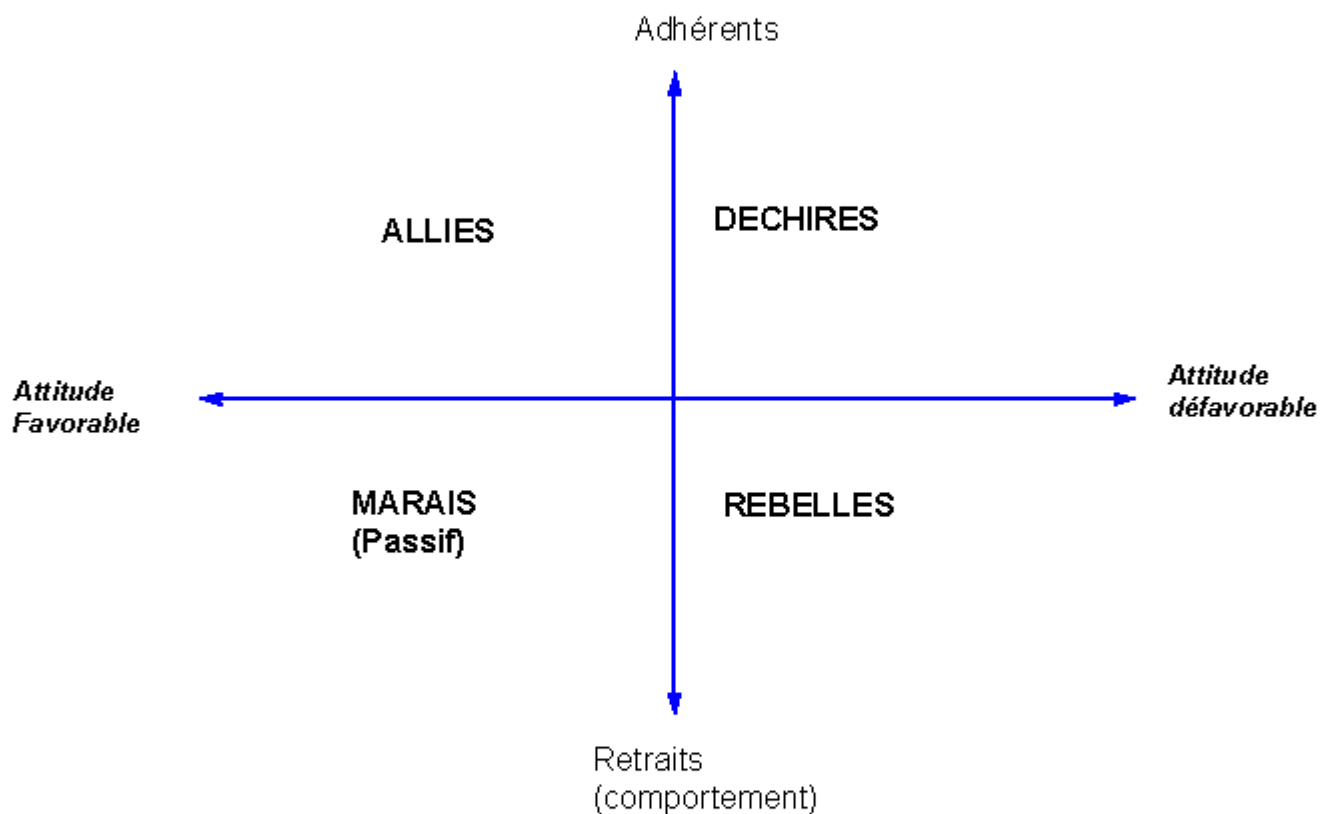 Adhérents
ALLIES
DECHIRES
Attitude
Favorable
Attitude
défavorable
MARAIS
(Passif)
REBELLES
Retraits
(comportement)